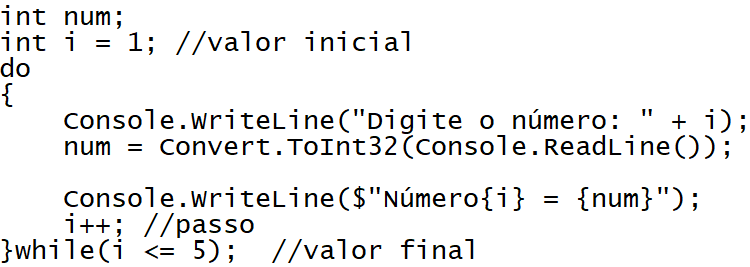 int num;
int i = 1; //valor inicial
do
{
    Console.WriteLine("Digite o número: " + i);
    num = Convert.ToInt32(Console.ReadLine());

    Console.WriteLine($"Número{i} = {num}");
    i++; //passo
}while(i <= 5);  //valor final